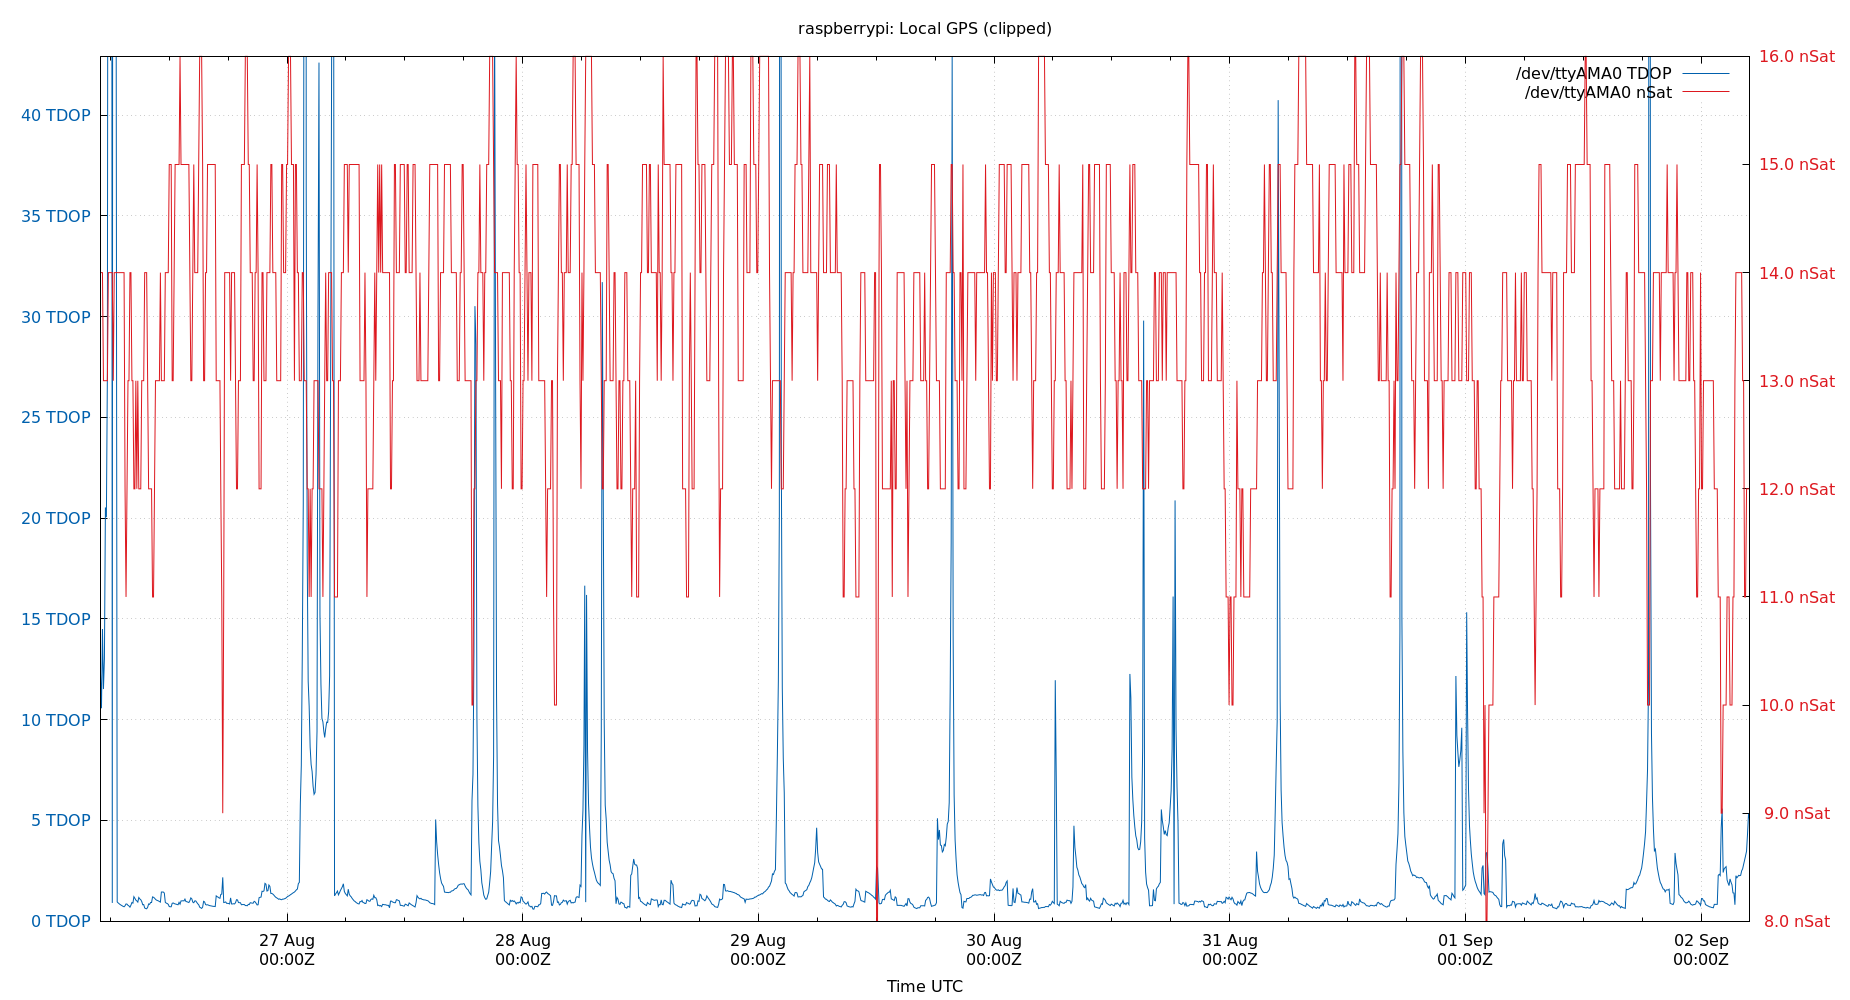 raspberrypi: Local GPS (clipped)
16.0 nSat
/dev/ttyAMA0 TDOP
/dev/ttyAMA0 nSat
40 TDOP
15.0 nSat
35 TDOP
14.0 nSat
30 TDOP
13.0 nSat
25 TDOP
12.0 nSat
20 TDOP
11.0 nSat
15 TDOP
10.0 nSat
10 TDOP
9.0 nSat
5 TDOP
8.0 nSat
0 TDOP
27 Aug 28 Aug 29 Aug 30 Aug 31 Aug 01 Sep 02 Sep
00:00Z 00:00Z 00:00Z 00:00Z 00:00Z 00:00Z 00:00Z
Time UTC